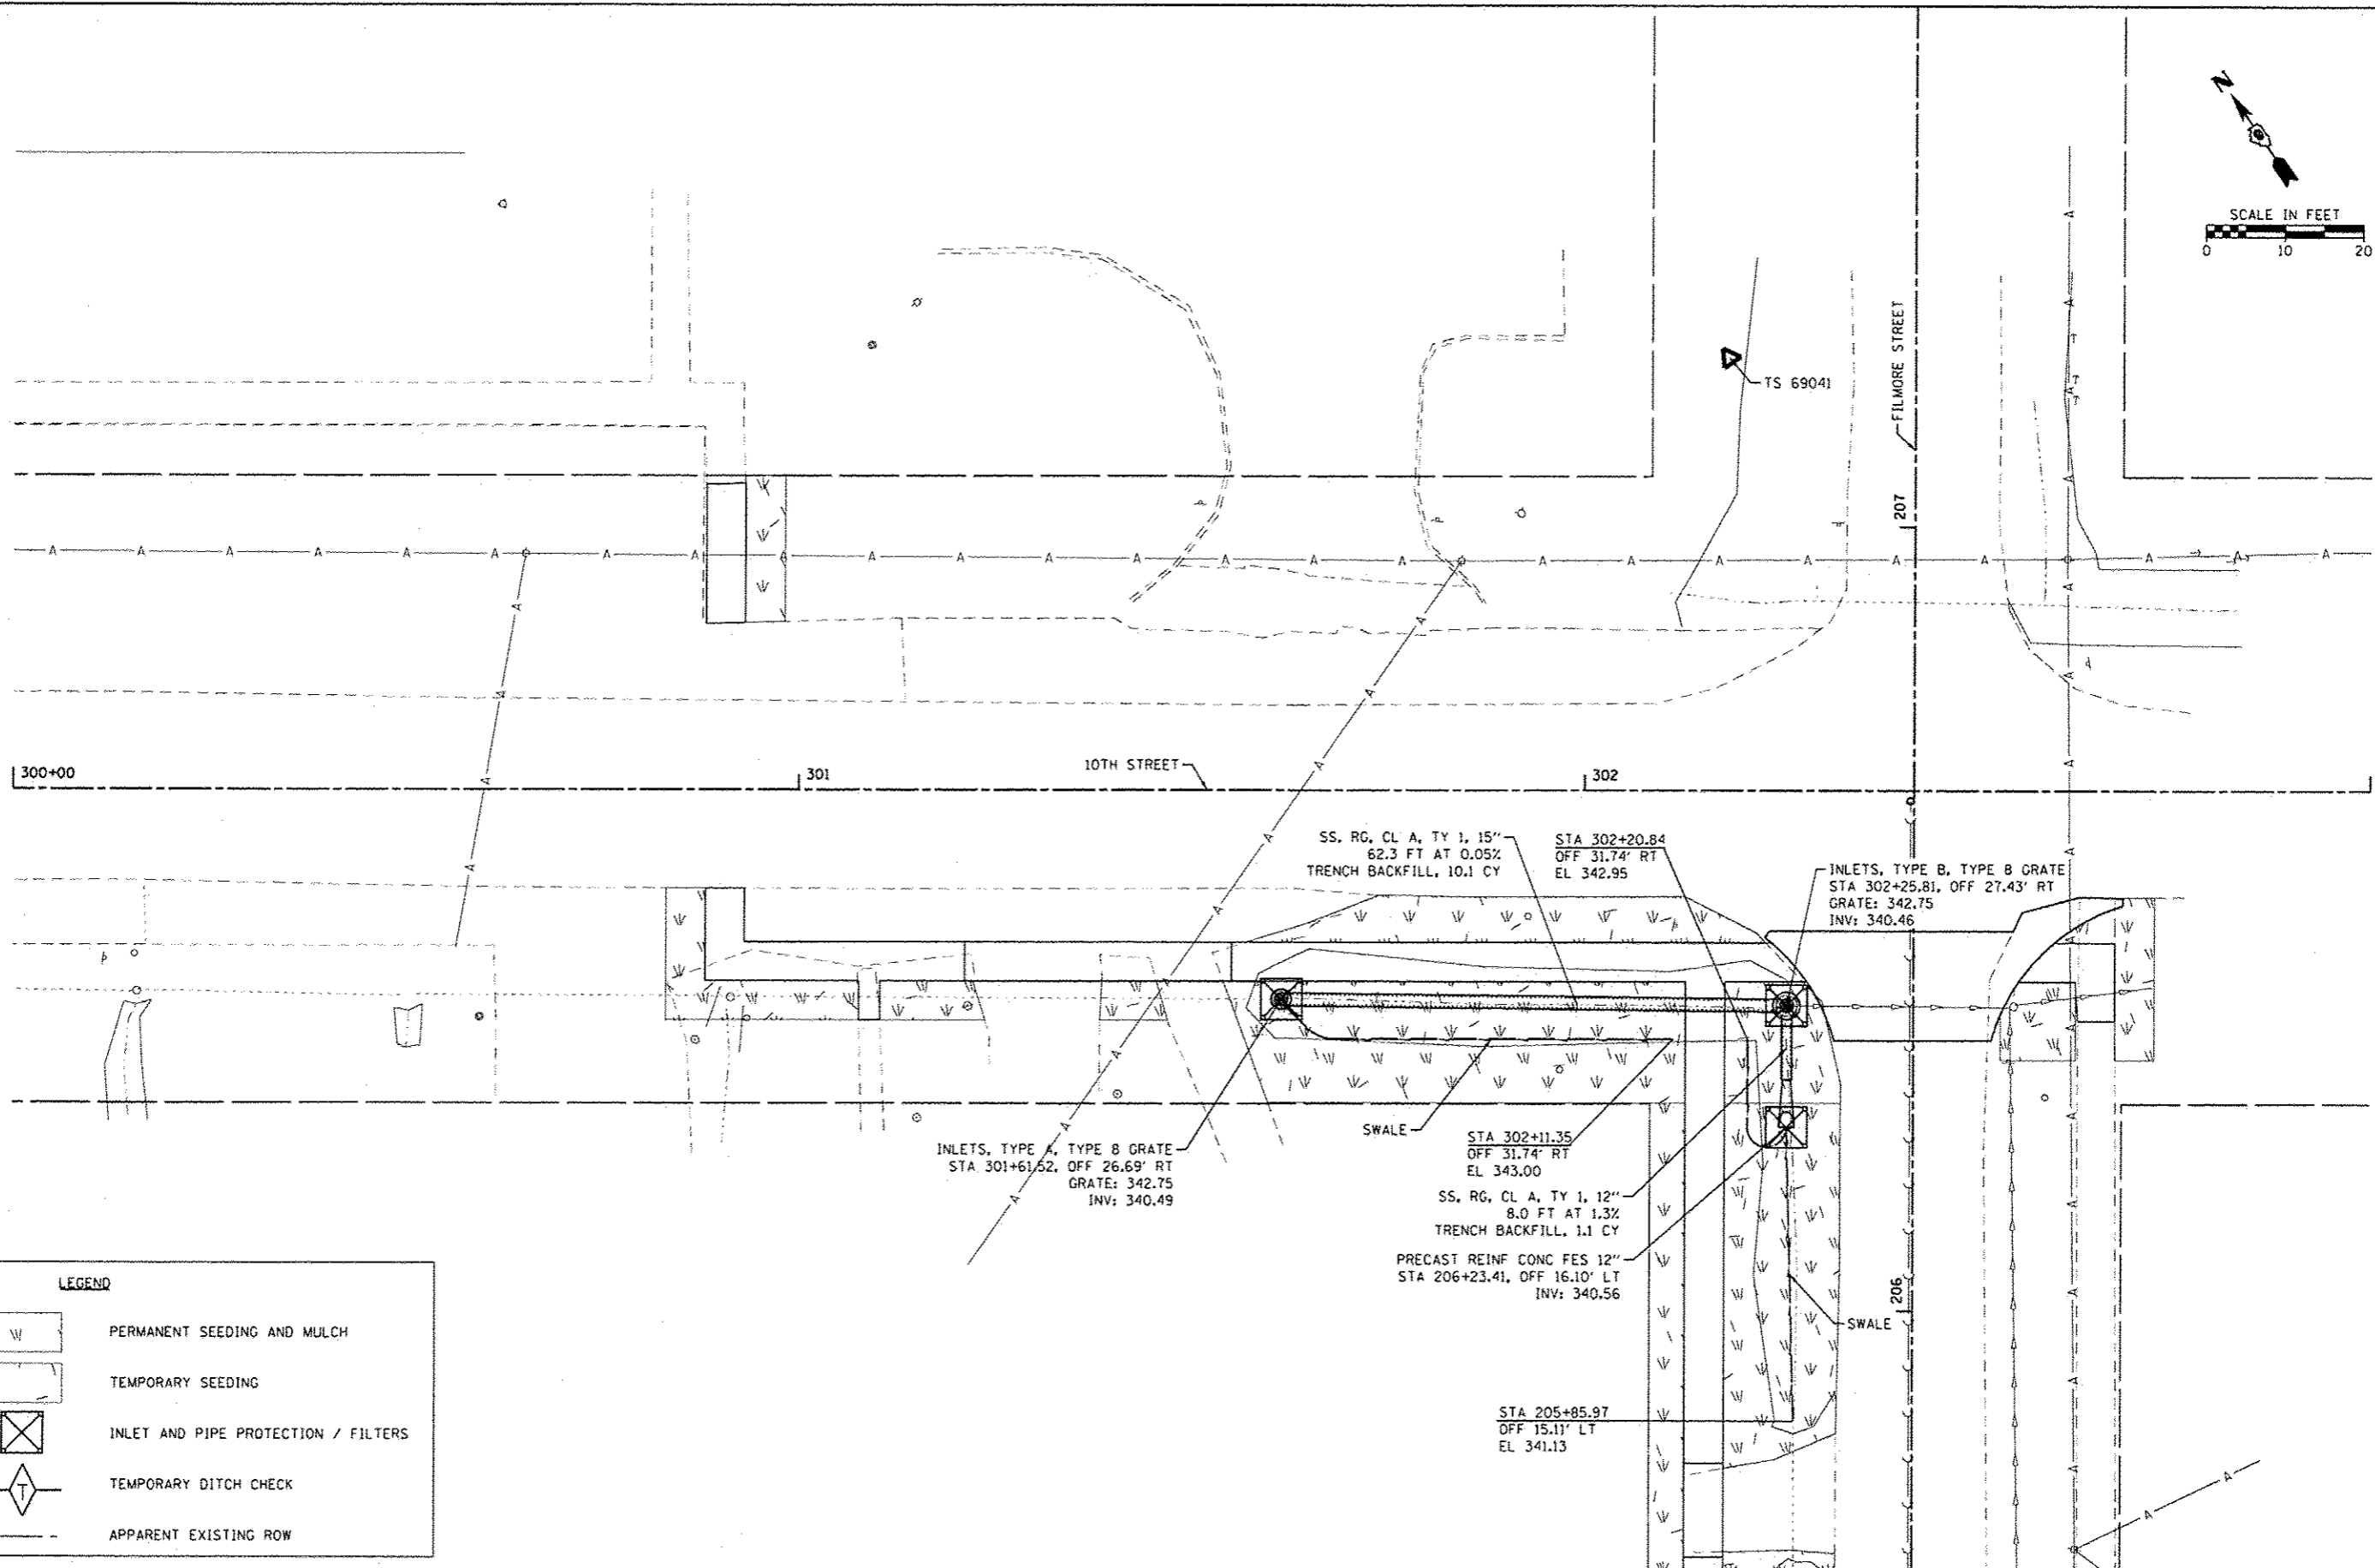 N
SCALE IN FEET
0 10 20
FILMORE STREET
TS 69041
207
300+00
301
10TH STREET
302
SS, RG, CL A, TY 1, 15"
62.3 FT AT 0.05%
TRENCH BACKFILL, 10.1 CY
STA 302+20.84
OFF 31.74' RT
EL 342.95
INLETS, TYPE B, TYPE 8 GRATE
STA 302+25.81, OFF 27.43' RT
GRATE: 342.75
INV: 340.46
INLETS, TYPE A, TYPE 8 GRATE
STA 301+61.52, OFF 26.69' RT
GRATE: 342.75
INV: 340.49
SWALE
STA 302+11.35
OFF 31.74' RT
EL 343.00
SS, RG, CL A, TY 1, 12"
8.0 FT AT 1.3%
TRENCH BACKFILL, 1.1 CY
PRECAST REINF CONC FES 12"
STA 206+23.41, OFF 16.10' LT
INV: 340.56
206
SWALE
STA 205+85.97
OFF 15.11' LT
EL 341.13
LEGEND
PERMANENT SEEDING AND MULCH
TEMPORARY SEEDING
INLET AND PIPE PROTECTION / FILTERS
T
TEMPORARY DITCH CHECK
APPARENT EXISTING ROW